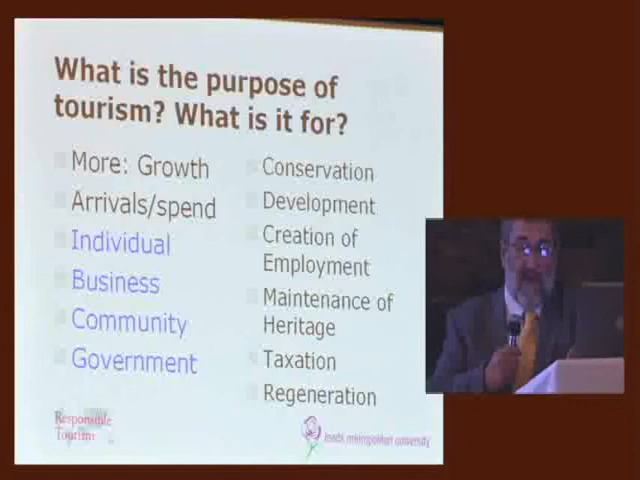 What is the purpose of
tourism? What is it for?
More: Growth
Arrivals/spend
Individual
Business
Community
Government
Conservation
Development
Creation of
Employment
Maintenance of
Heritage
Taxation
Regeneration
Responsible
Tourism
leeds metropolitan university